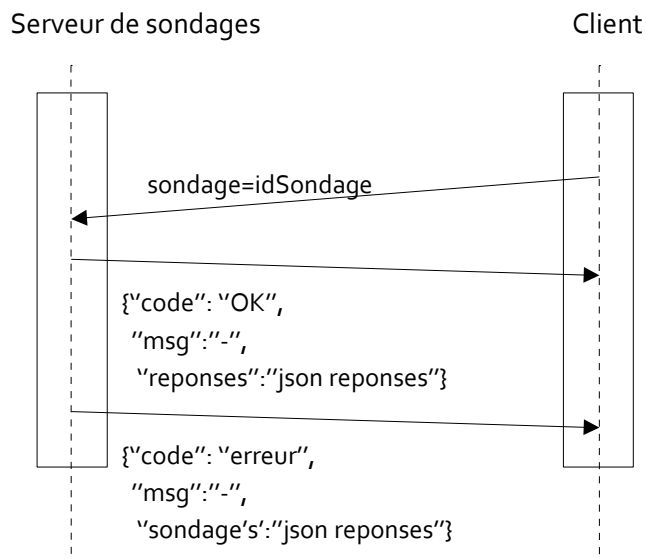 Serveur de sondages
Client
sondage=idSondage
{‘‘code’’: ‘‘OK’’,
’’msg’’:’’-’’,
‘‘reponses’’:’’json reponses’’}
{‘‘code’’: ‘‘erreur’’,
’’msg’’:’’-’’,
‘‘sondage’s’:’’json reponses’’}